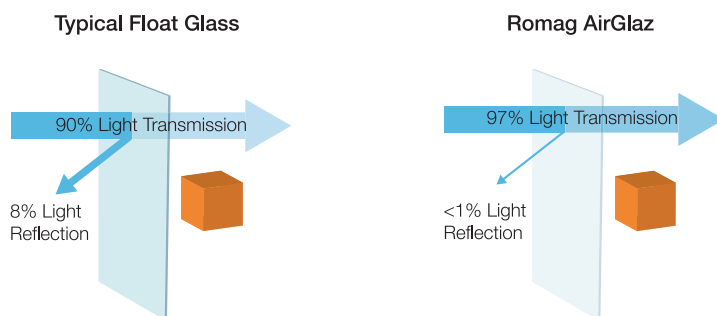 Typical Float Glass
90% Light Transmission
8% Light
Reflection
Romag AirGlaz
97% Light Transmission
<1% Light
Reflection